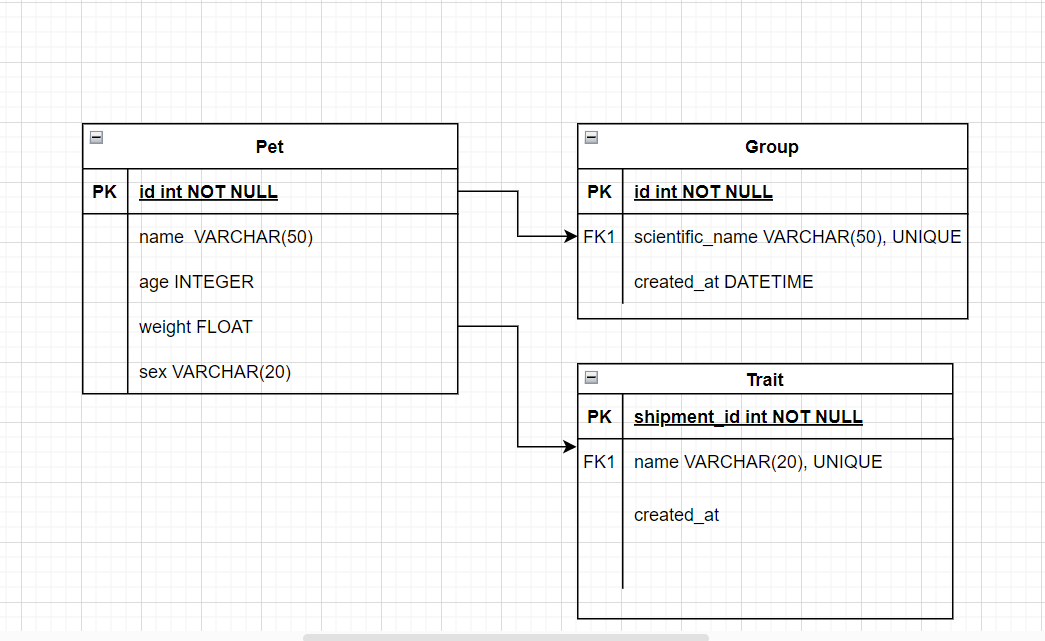 Pet
PK id int NOT NULL
name VARCHAR(50)
age INTEGER
weight FLOAT
sex VARCHAR(20)
Group
PK id int NOT NULL
FK1 scientific_name VARCHAR(50), UNIQUE
created_at DATETIME
Trait
PK shipment_id int NOT NULL
FK1 name VARCHAR(20), UNIQUE
created_at